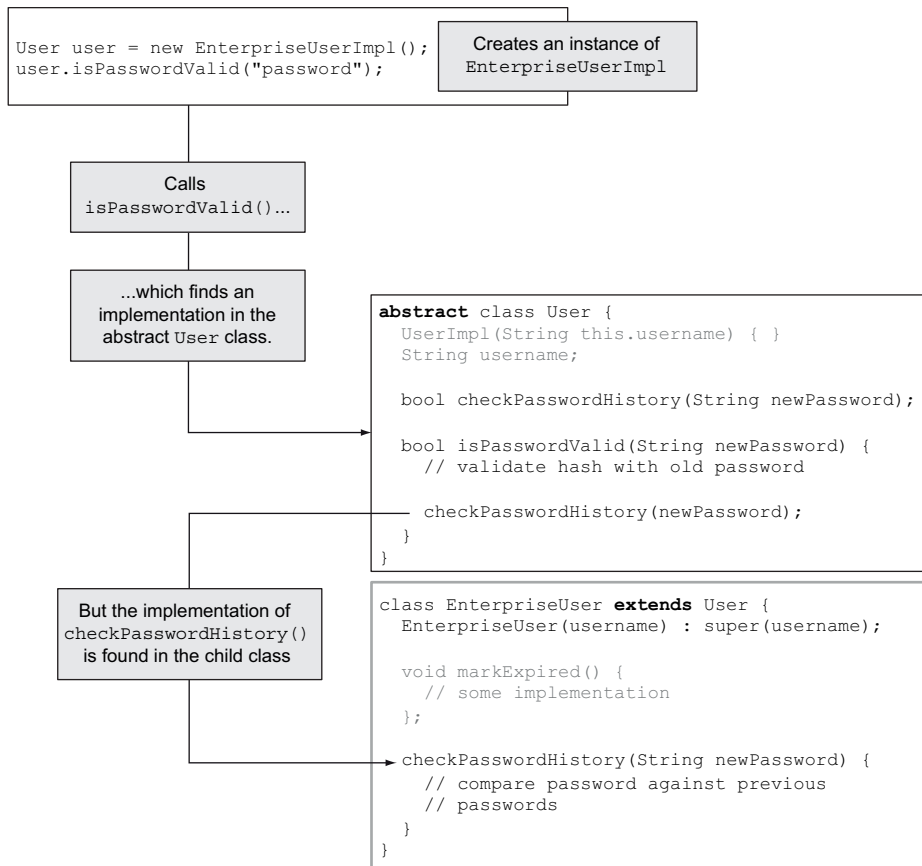 User user = new EnterpriseUserImpl();
user.isPasswordValid("password");
Creates an instance of
EnterpriseUserImpl
Calls
isPasswordValid()...
...which finds an
implementation in the
abstract User class.
abstract class User {
UserImpl(String this.username) { }
String username;
bool checkPasswordHistory(String newPassword);
bool isPasswordValid(String newPassword) {
// validate hash with old password
checkPasswordHistory(newPassword);
}
}
But the implementation of
checkPasswordHistory()
is found in the child class
class EnterpriseUser extends User {
EnterpriseUser(username) : super(username);
void markExpired() {
// some implementation
};
checkPasswordHistory(String newPassword) {
// compare password against previous
// passwords
}
}